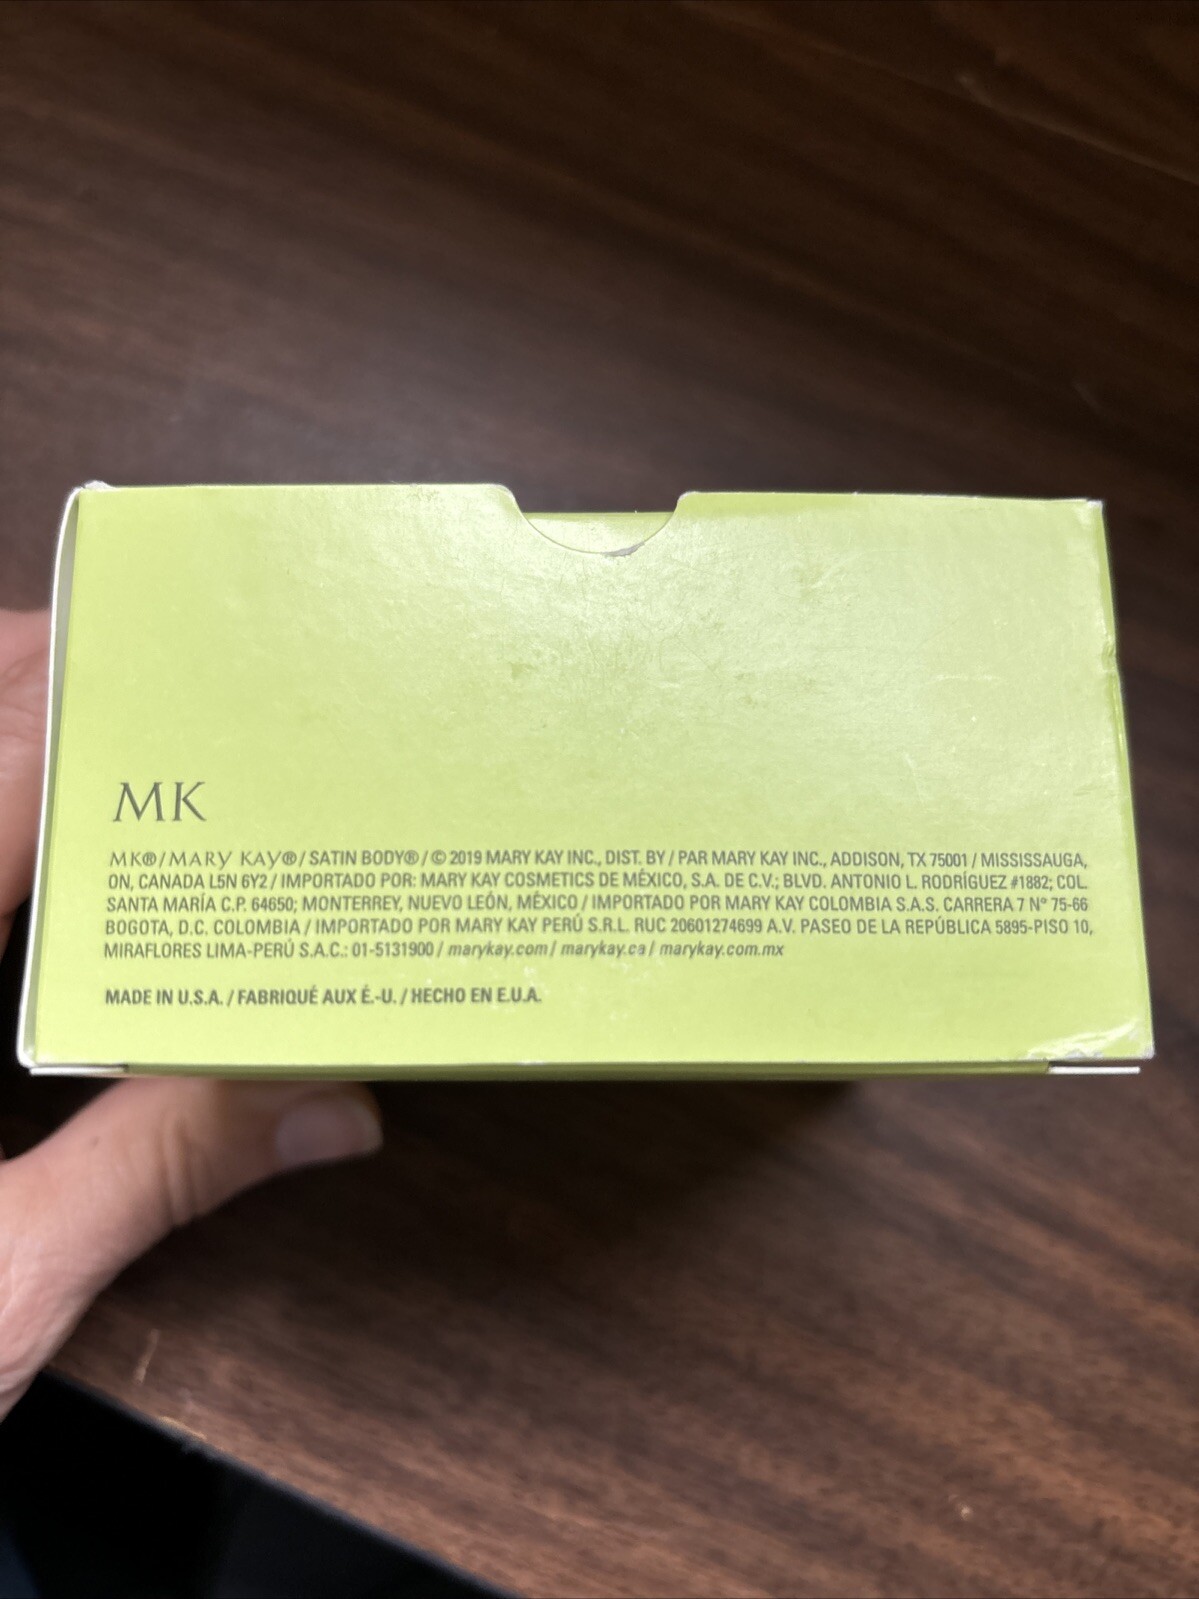 MK
MK®/MARY KAY®/ SATIN BODY®/ © 2019 MARY KAY INC., DIST. BY / PAR MARY KAY INC., ADDISON, TX 75001 / MISSISSAUGA,
ON, CANADA L5N 6Y2 / IMPORTADO POR: MARY KAY COSMETICS DE MÉXICO, S.A. DE C.V.; BLVD. ANTONIO L. RODRÍGUEZ #1882; COL.
SANTA MARÍA C.P. 64650; MONTERREY, NUEVO LEÓN, MÉXICO / IMPORTADO POR MARY KAY COLOMBIA S.A.S. CARRERA 7 N° 75-66
BOGOTA, D.C. COLOMBIA / IMPORTADO POR MARY KAY PERÚ S.R.L. RUC 20601274699 A.V. PASEO DE LA REPÚBLICA 5895-PISO 10,
MIRAFLORES LIMA-PERÚ S.A.C.: 01-5131900 / marykay.com / marykay.ca / marykay.com.mx
MADE IN U.S.A. / FABRIQUÉ AUX É.-U. / HECHO EN E.U.A.